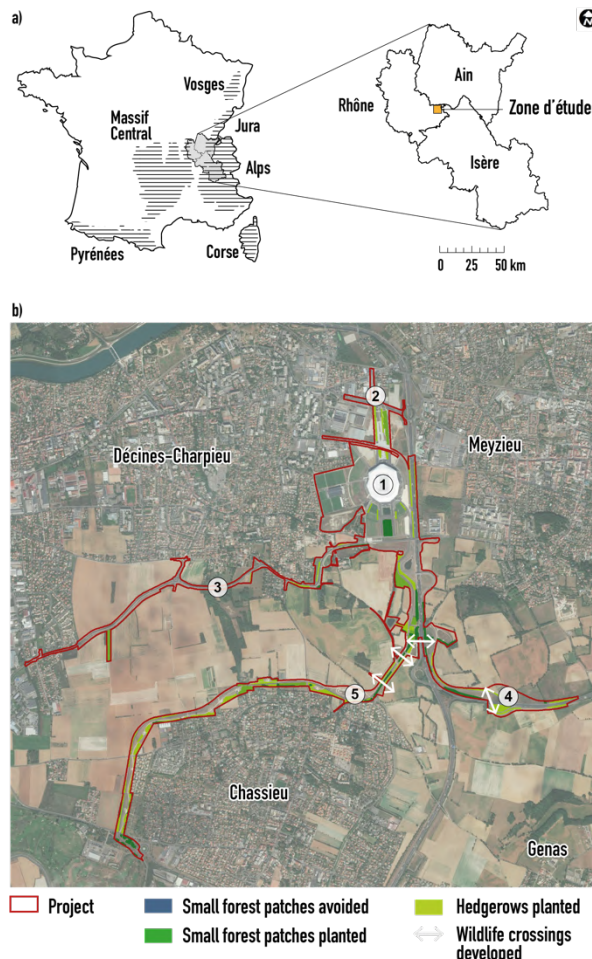 a)
N
Vosges
Massif
Central
Jura
Alps
Pyrénées
Corse
Ain
Rhône
Zone d'étude
Isère
0 25 50 km
b)
2
Décines-Charpieu
Meyzieu
1
3
5
4
Chassieu
Genas
Project
Small forest patches avoided
Small forest patches planted
Hedgerows planted
Wildlife crossings
developed